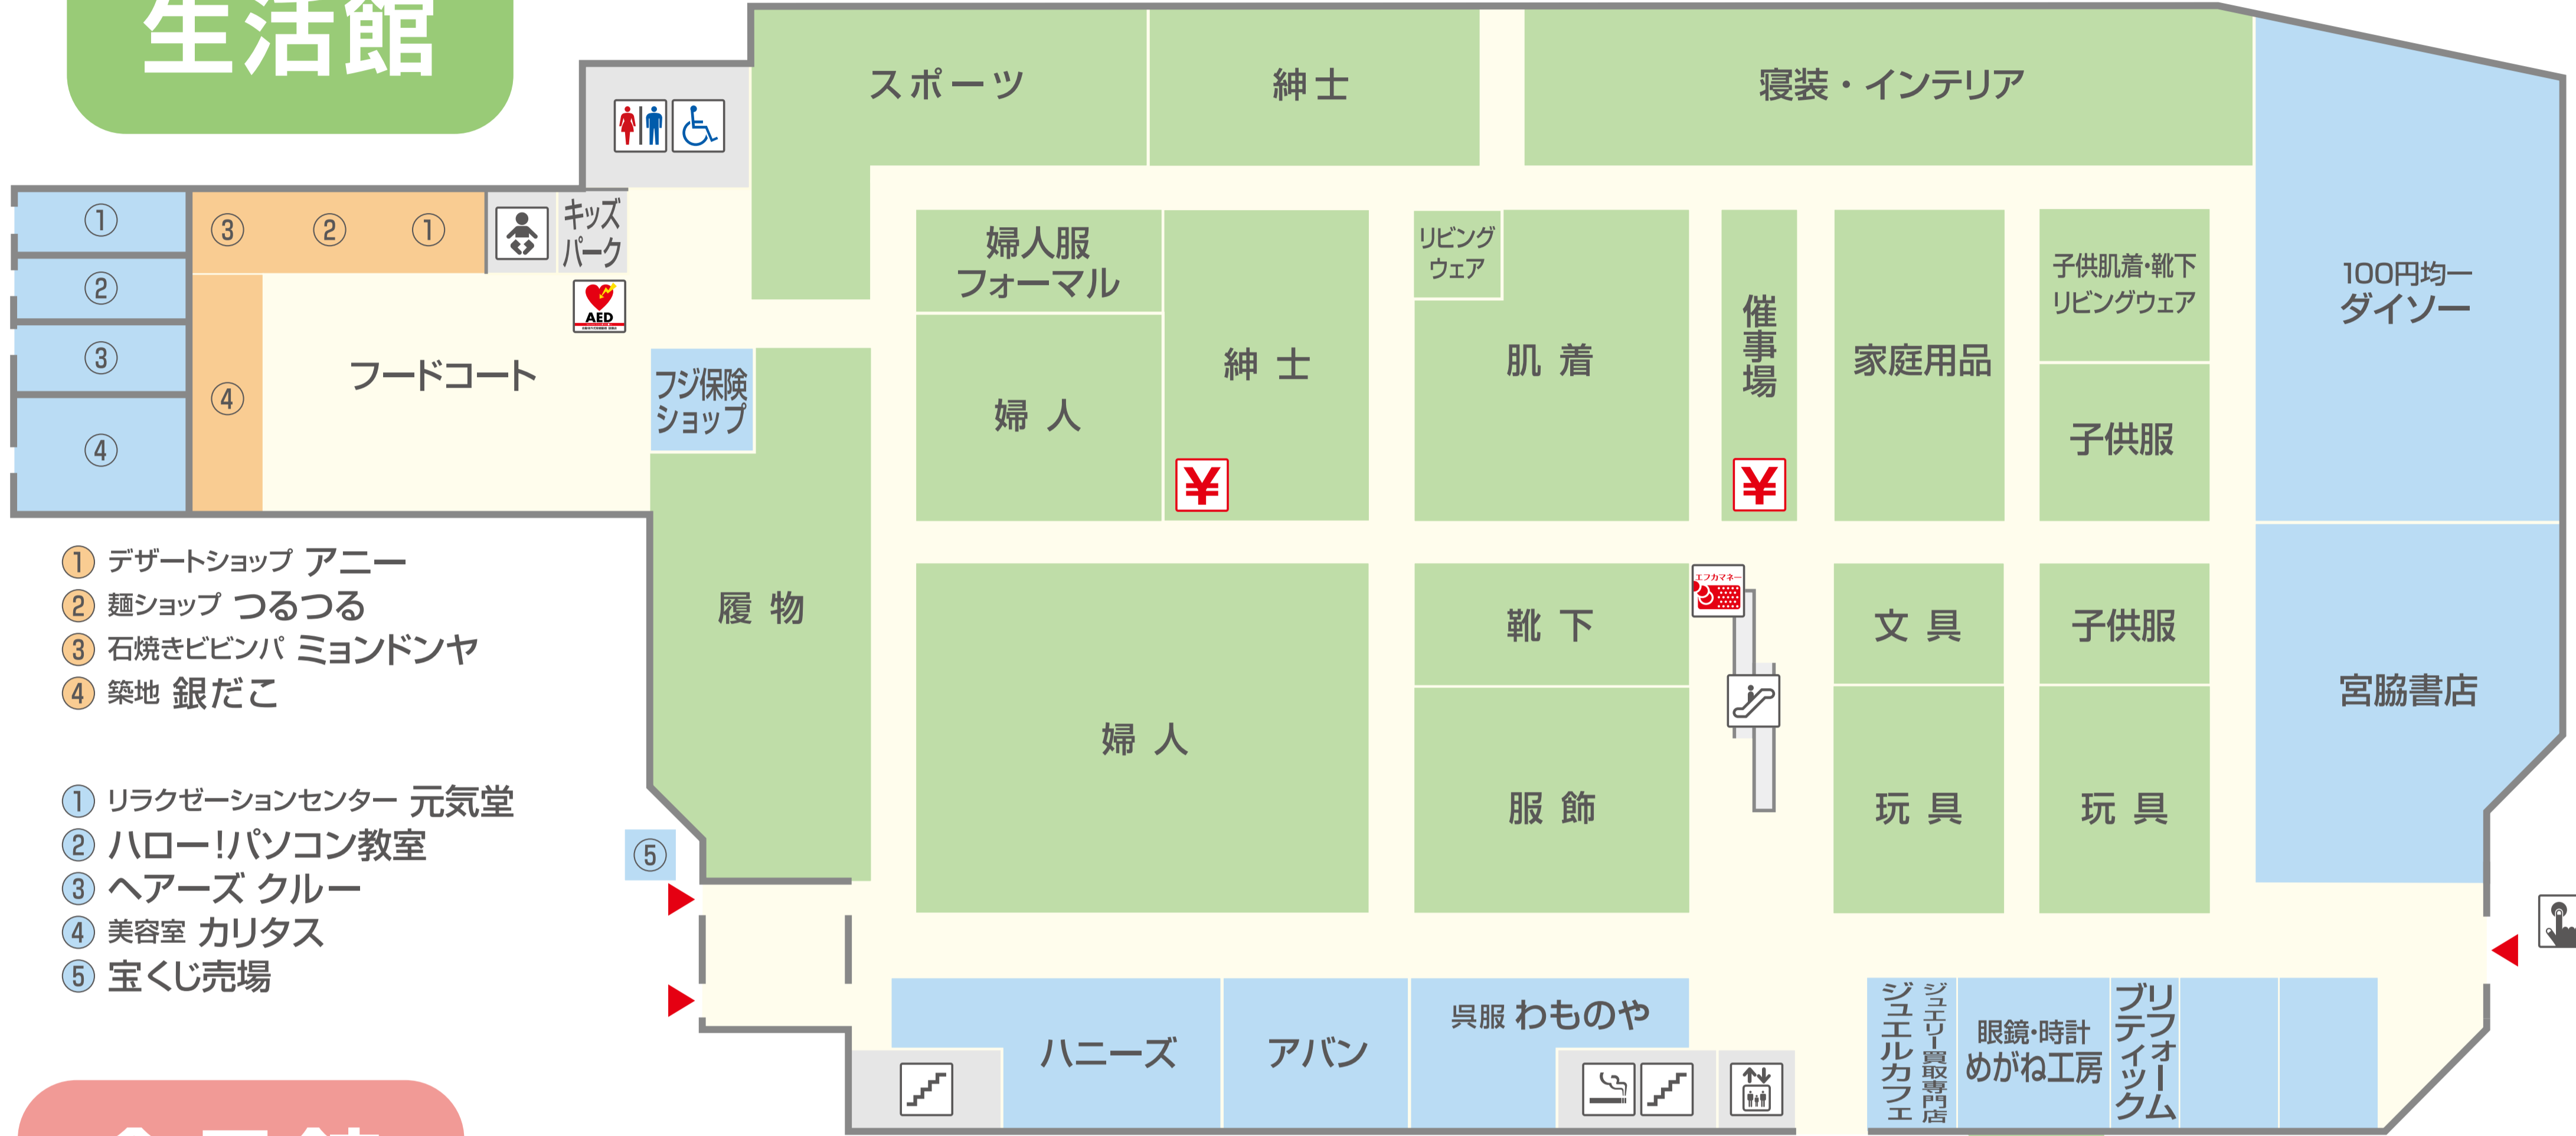 生活館
スポーツ
紳士
寝装・インテリア
①
③
②
①
キッズ
パーク
婦人服
フォーマル
リビング
ウェア
子供肌着・靴下
リビングウェア
100円均一
ダイソー
②
AED
催事場
③
④
フードコート
フジ保険
ショップ
紳士
肌着
家庭用品
婦人
子供服
④
¥
¥
① デザートショップ アニー
② 麺ショップ つるつる
③ 石焼きビビンパ ミョンドンヤ
④ 築地 銀だこ
履物
エフカマネー
靴下
文具
子供服
宮脇書店
婦人
服飾
玩具
玩具
① リラクゼーションセンター 元気堂
② ハロー!パソコン教室
③ ヘアーズ クルー
④ 美容室 カリタス
⑤ 宝くじ売場
⑤
ハニーズ
アバン
呉服 わものや
ジュエリー買取専門店
ジュエルカフェ
眼鏡・時計
めがね工房
リフォーム
ブティック